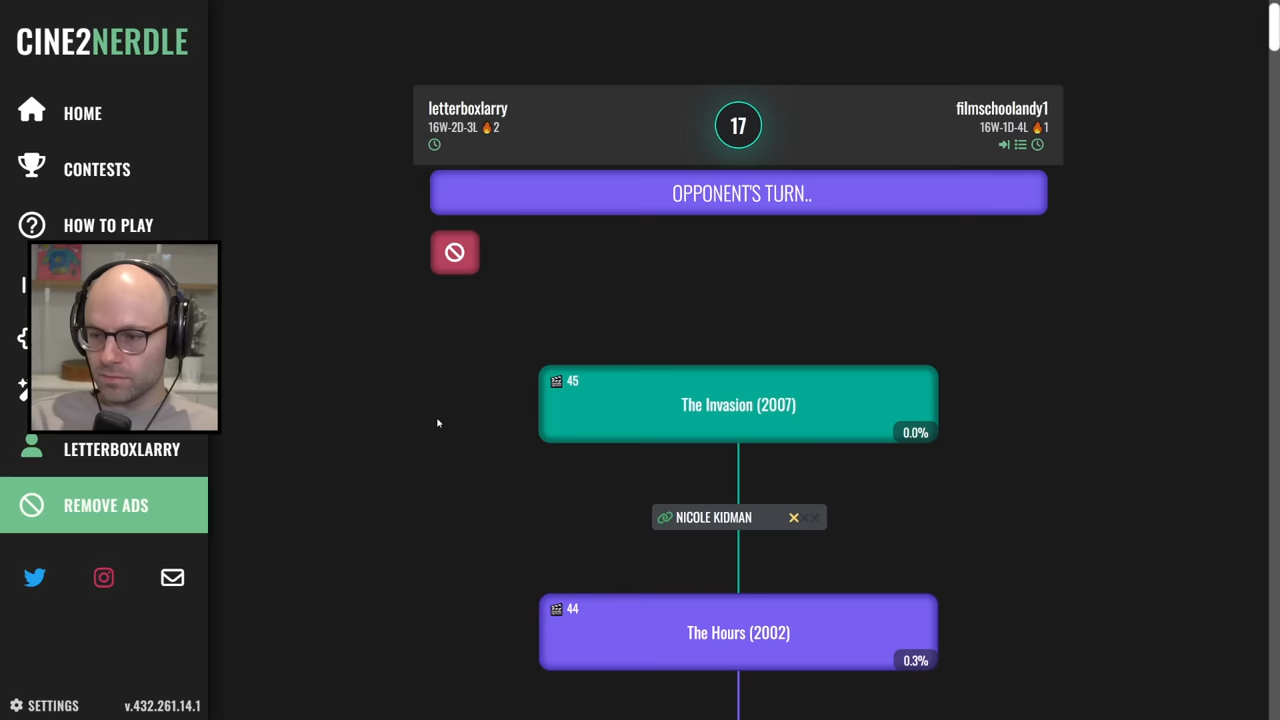 CINE2NERDLE
HOME
CONTESTS
HOW TO PLAY
LETTERBOXLARRY
REMOVE ADS
SETTINGS
v.432.261.14.1
letterboxlarry
16W-2D-3L 🔥2
17
filmschoolandy1
16W-1D-4L 🔥1
OPPONENT'S TURN..
45
The Invasion (2007)
0.0%
NICOLE KIDMAN
44
The Hours (2002)
0.3%